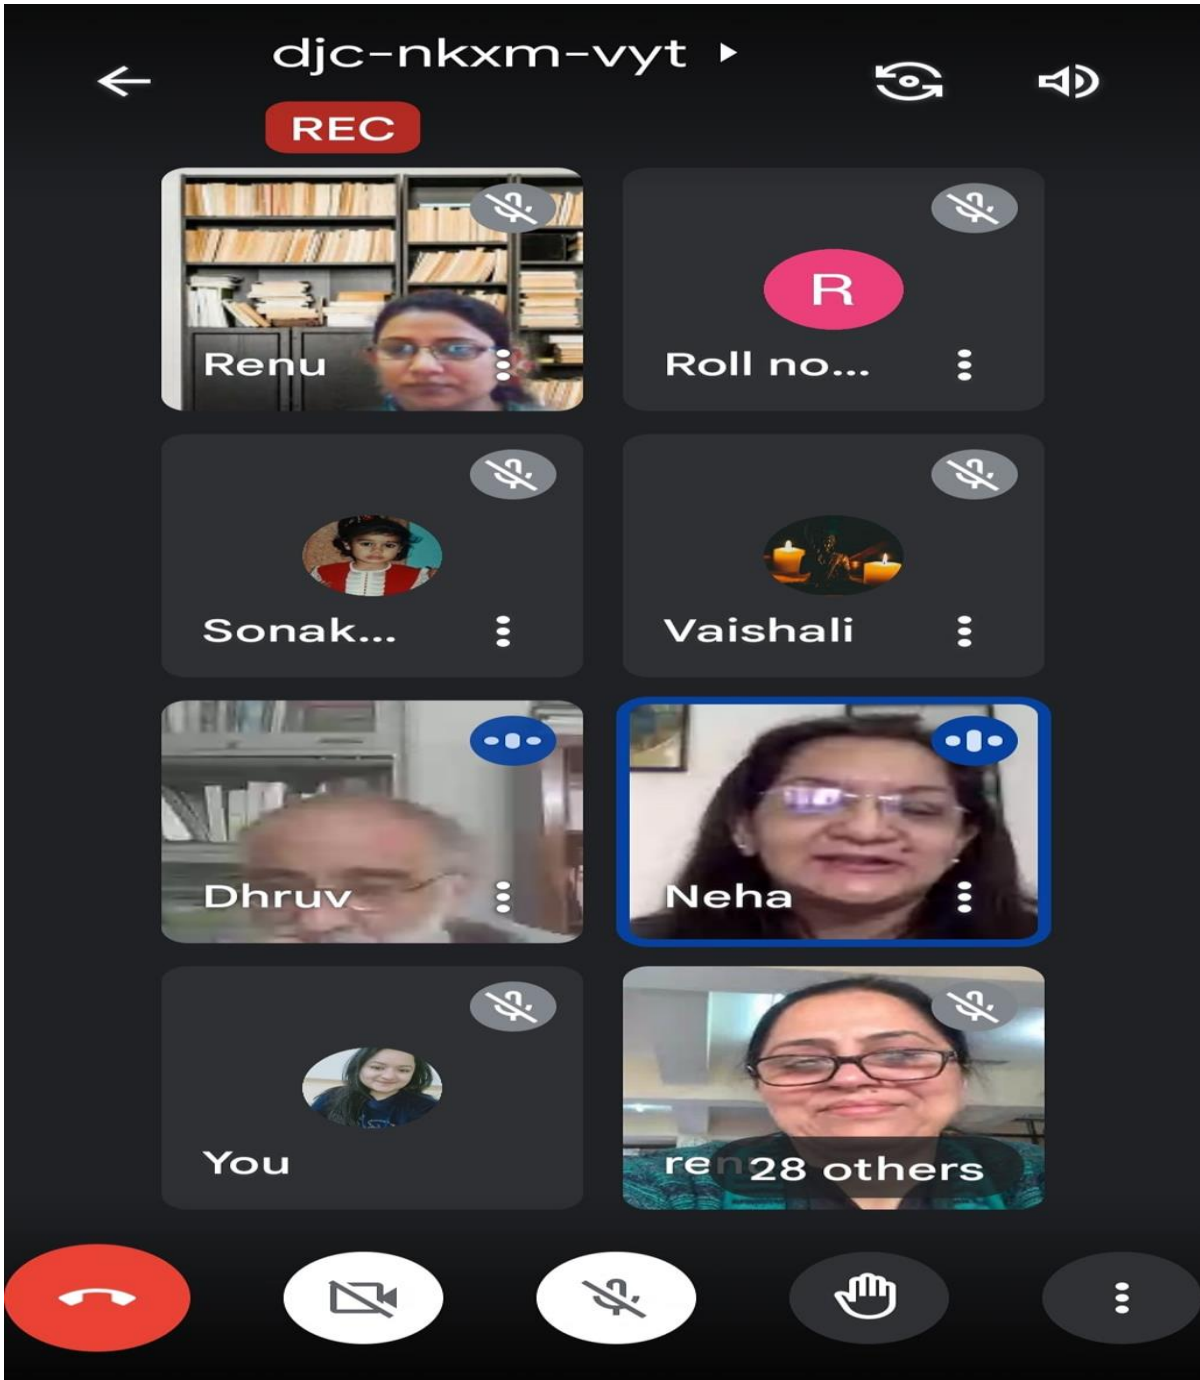 djc-nkxm-vyt
REC
Renu
R
Roll no...
Sonak...
Vaishali
Dhruv
Neha
You
28 others